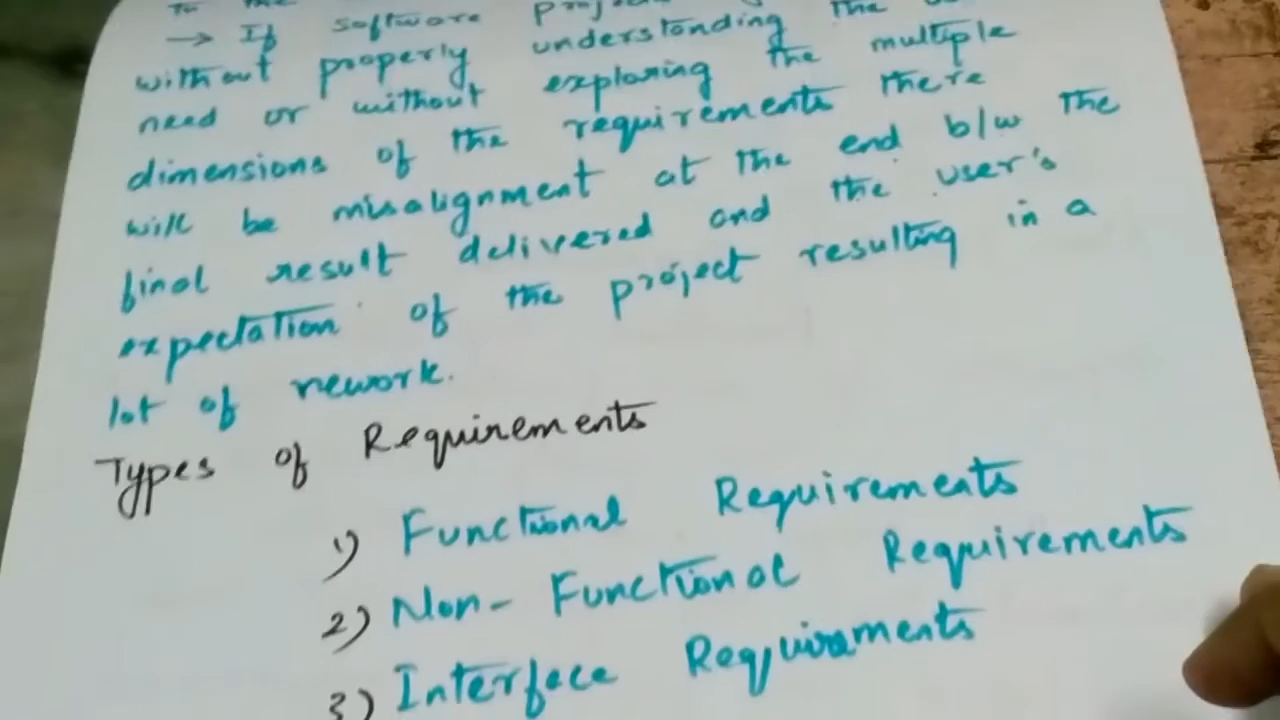 → If software
without properly understanding the
need or without exploring the multiple
dimensions of the requirements there
will be misalignment at the end b/w the
final result delivered and the user's
expectation of the project resulting in a
lot of rework.
Types of Requirements
1) Functional Requirements
2) Non-Functional Requirements
3) Interface Requirements